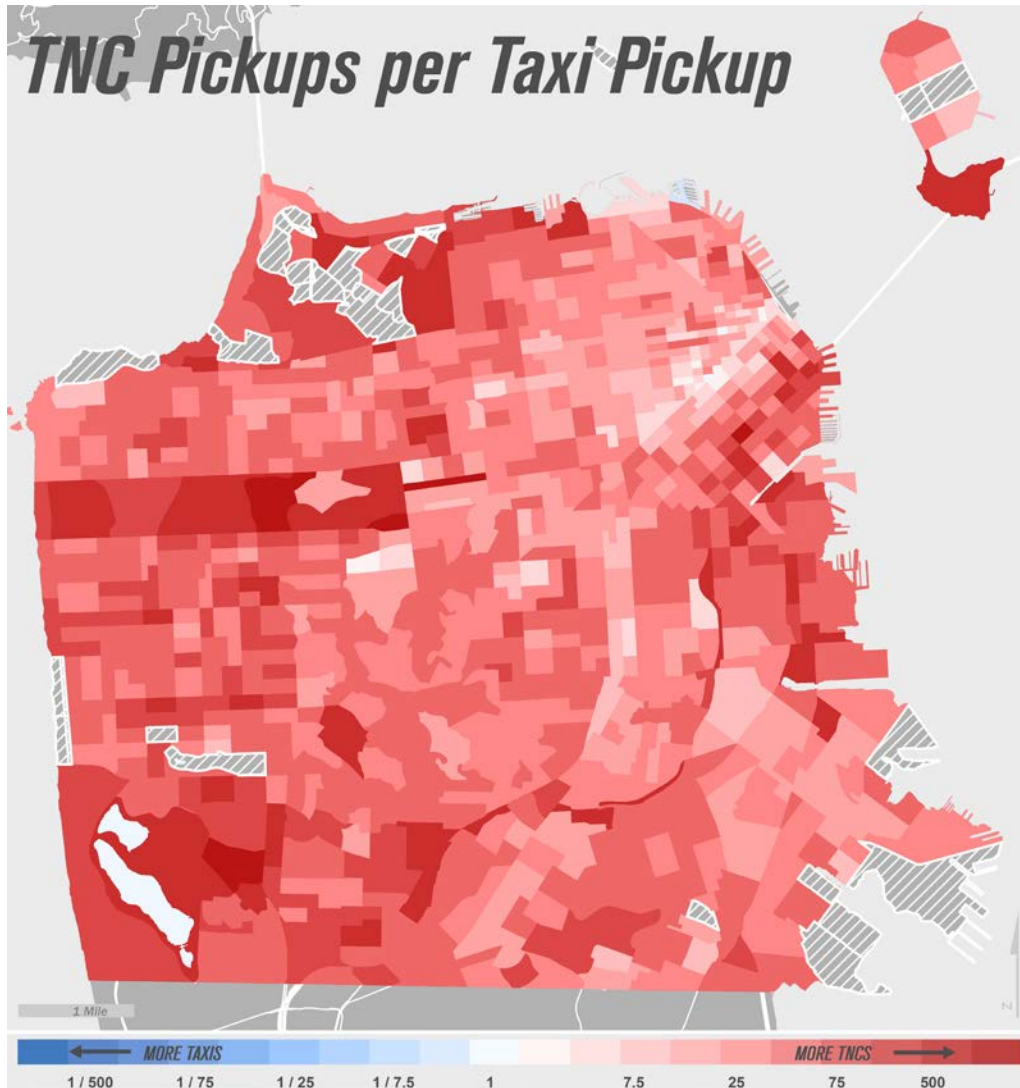 TNC Pickups per Taxi Pickup
1 Mile
N
MORE TAXIS MORE TNCS
1 / 500 1 / 75 1 / 25 1 / 7.5 1 7.5 25 75 500